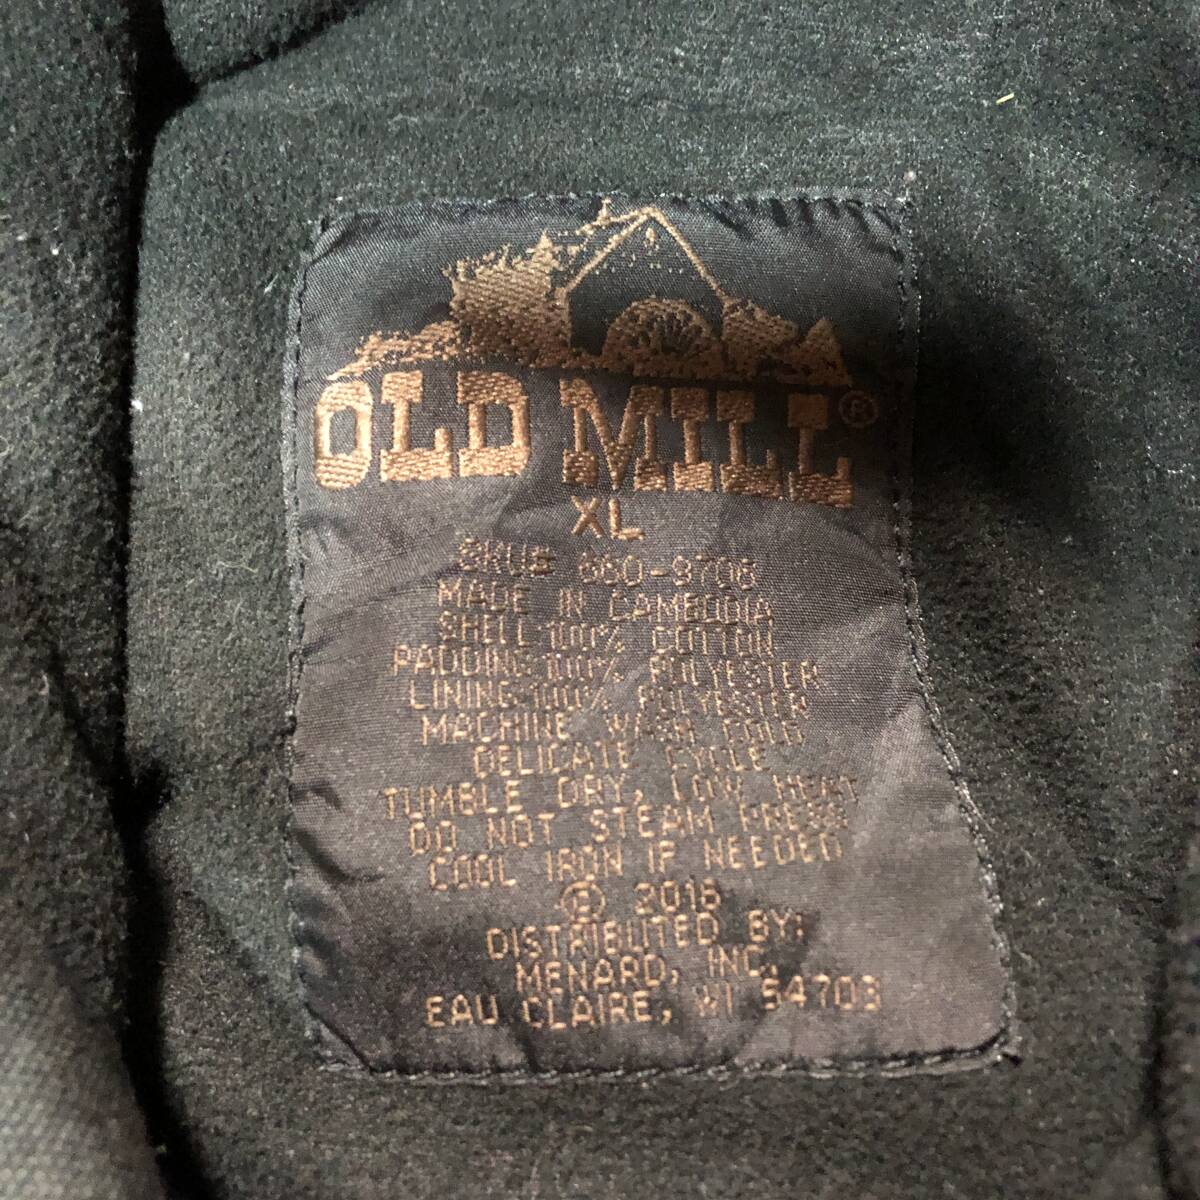 OLD MILL®
XL
SKU# 660-9706
MADE IN CAMBODIA
SHELL:100% COTTON
PADDING:100% POLYESTER
LINING:100% POLYESTER
MACHINE WASH COLD
DELICATE CYCLE
TUMBLE DRY, LOW HEAT
DO NOT STEAM PRESS
COOL IRON IF NEEDED
© 2016
DISTRIBUTED BY:
MENARD, INC.
EAU CLAIRE, WI 54703